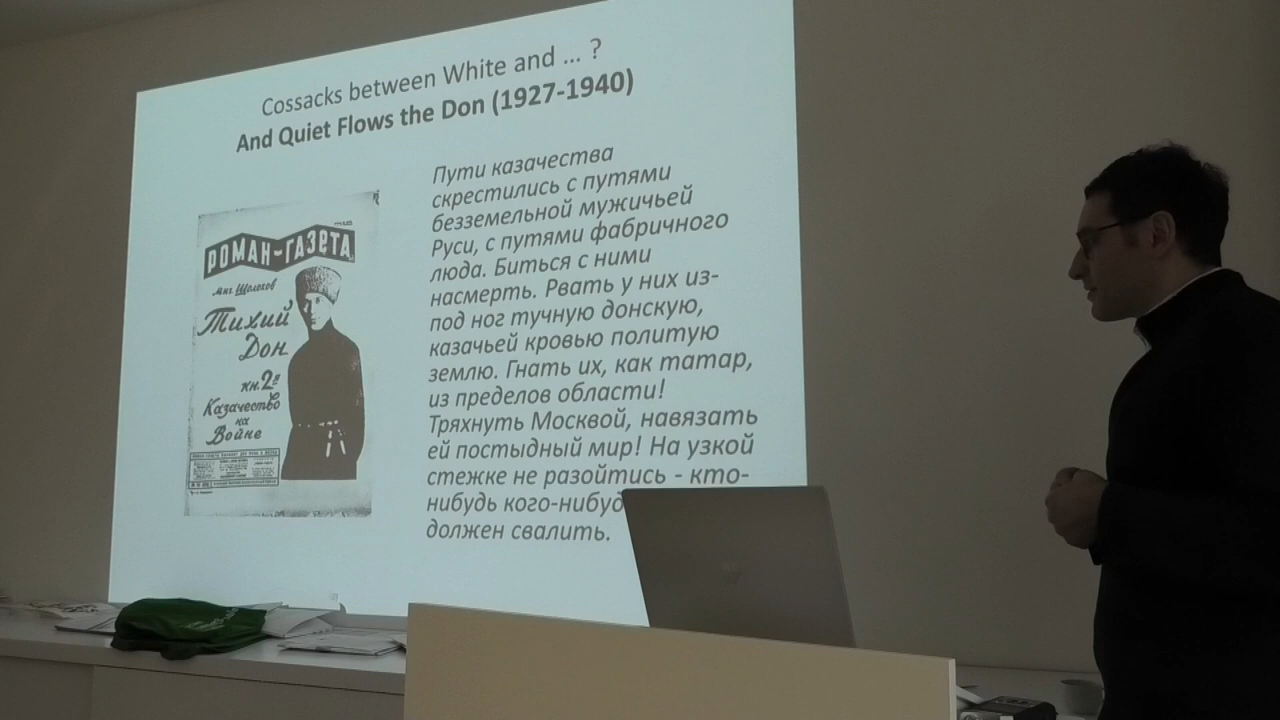 Cossacks between White and ... ?
And Quiet Flows the Don (1927-1940)
РОМАН-ГАЗЕТА
мих. Шолохов
Тихий
Дон
кн. 2я
Казачество
на
Войне
Пути казачества
скрестились с путями
безземельной мужичьей
Руси, с путями фабричного
люда. Биться с ними
насмерть. Рвать у них из-
под ног тучную донскую,
казачьей кровью политую
землю. Гнать их, как татар,
из пределов области!
Тряхнуть Москвой, навязать
ей постыдный мир! На узкой
стежке не разойтись - кто-
нибудь кого-нибуд
должен свалить.